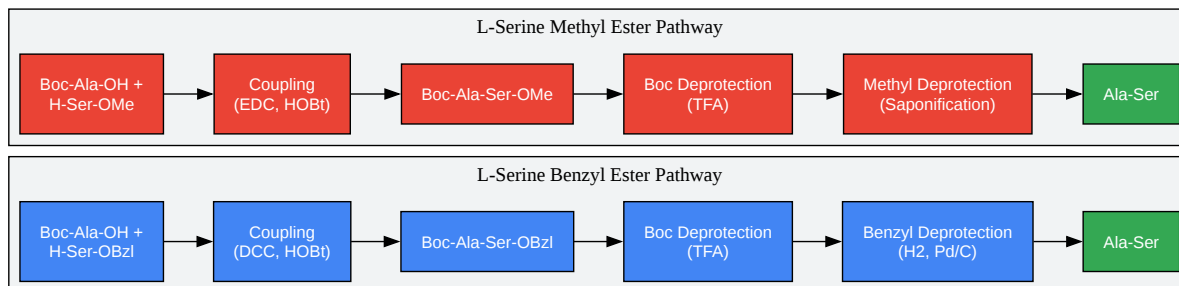 L-Serine Methyl Ester Pathway
Boc-Ala-OH +
H-Ser-OMe
Coupling
(EDC, HOBt)
Boc-Ala-Ser-OMe
Boc Deprotection
(TFA)
Methyl Deprotection
(Saponification)
Ala-Ser
L-Serine Benzyl Ester Pathway
Boc-Ala-OH +
H-Ser-OBzl
Coupling
(DCC, HOBt)
Boc-Ala-Ser-OBzl
Boc Deprotection
(TFA)
Benzyl Deprotection
(H2, Pd/C)
Ala-Ser